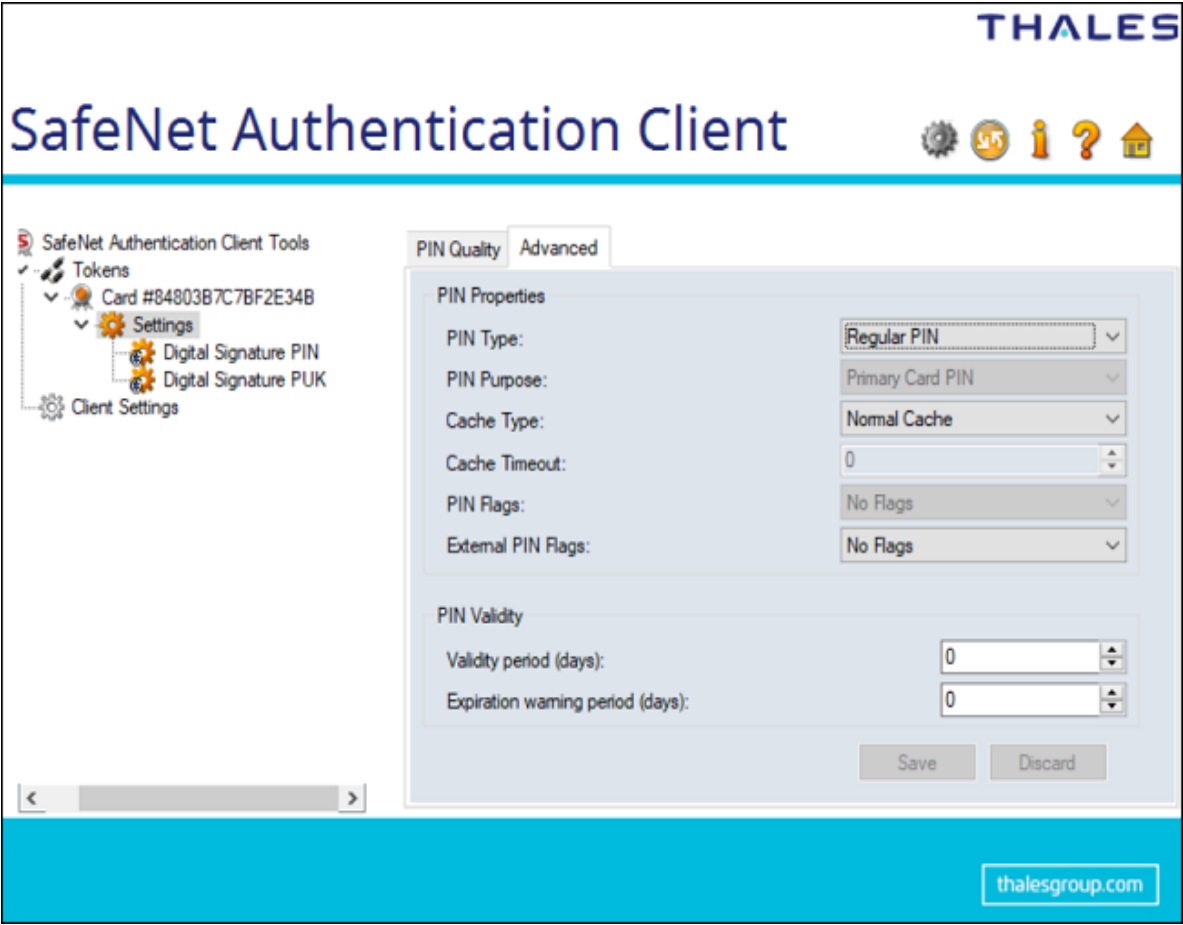 THALES
SafeNet Authentication Client
SafeNet Authentication Client Tools
Tokens
Card #84803B7C7BF2E34B
Settings
Digital Signature PIN
Digital Signature PUK
Client Settings
PIN Quality Advanced
PIN Properties
PIN Type: Regular PIN
PIN Purpose: Primary Card PIN
Cache Type: Normal Cache
Cache Timeout: 0
PIN Flags: No Flags
External PIN Flags: No Flags
PIN Validity
Validity period (days): 0
Expiration warning period (days): 0
Save Discard
thalesgroup.com